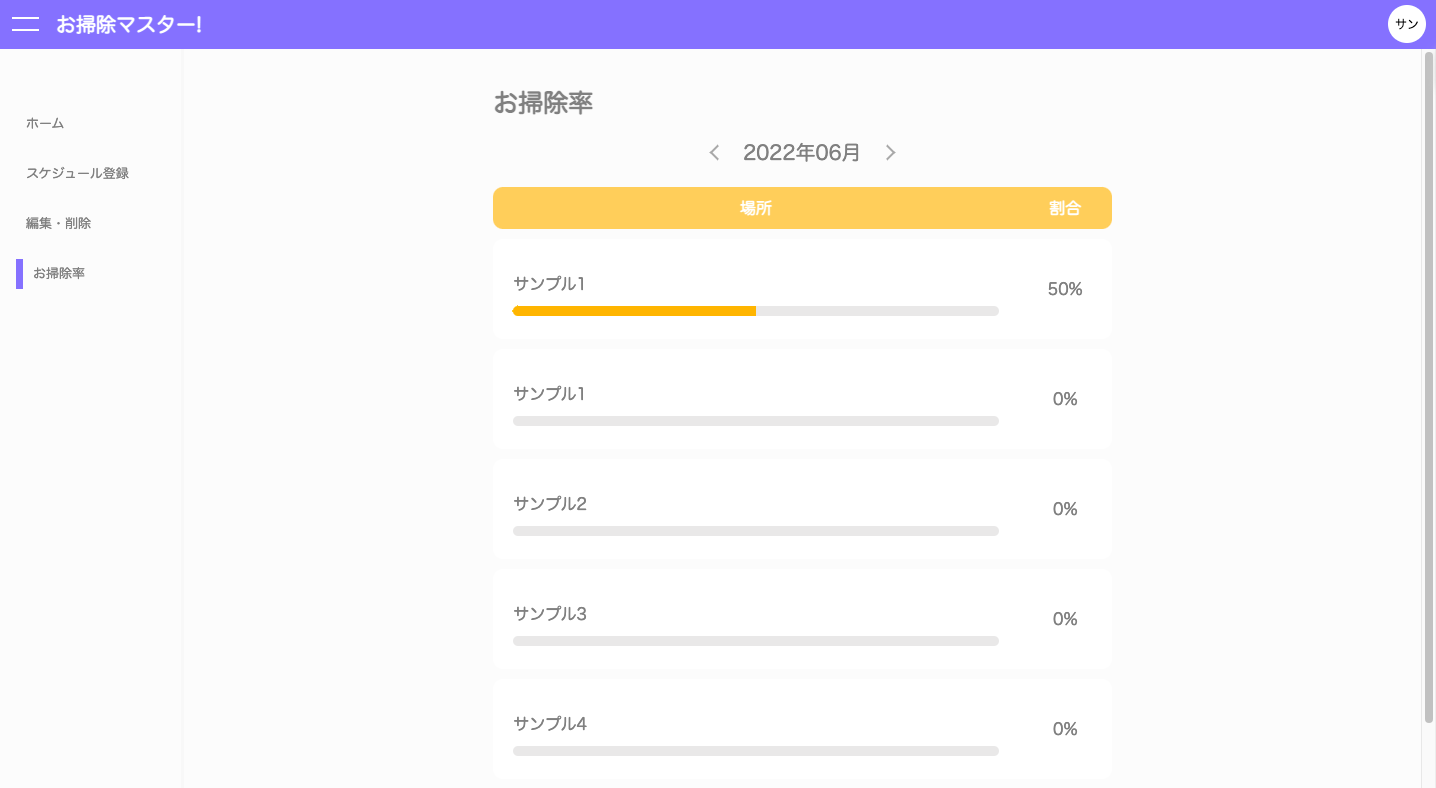 お掃除マスター!
サン
ホーム
スケジュール登録
編集・削除
お掃除率
お掃除率
2022年06月
場所 割合
サンプル1
50%
サンプル1
0%
サンプル2
0%
サンプル3
0%
サンプル4
0%